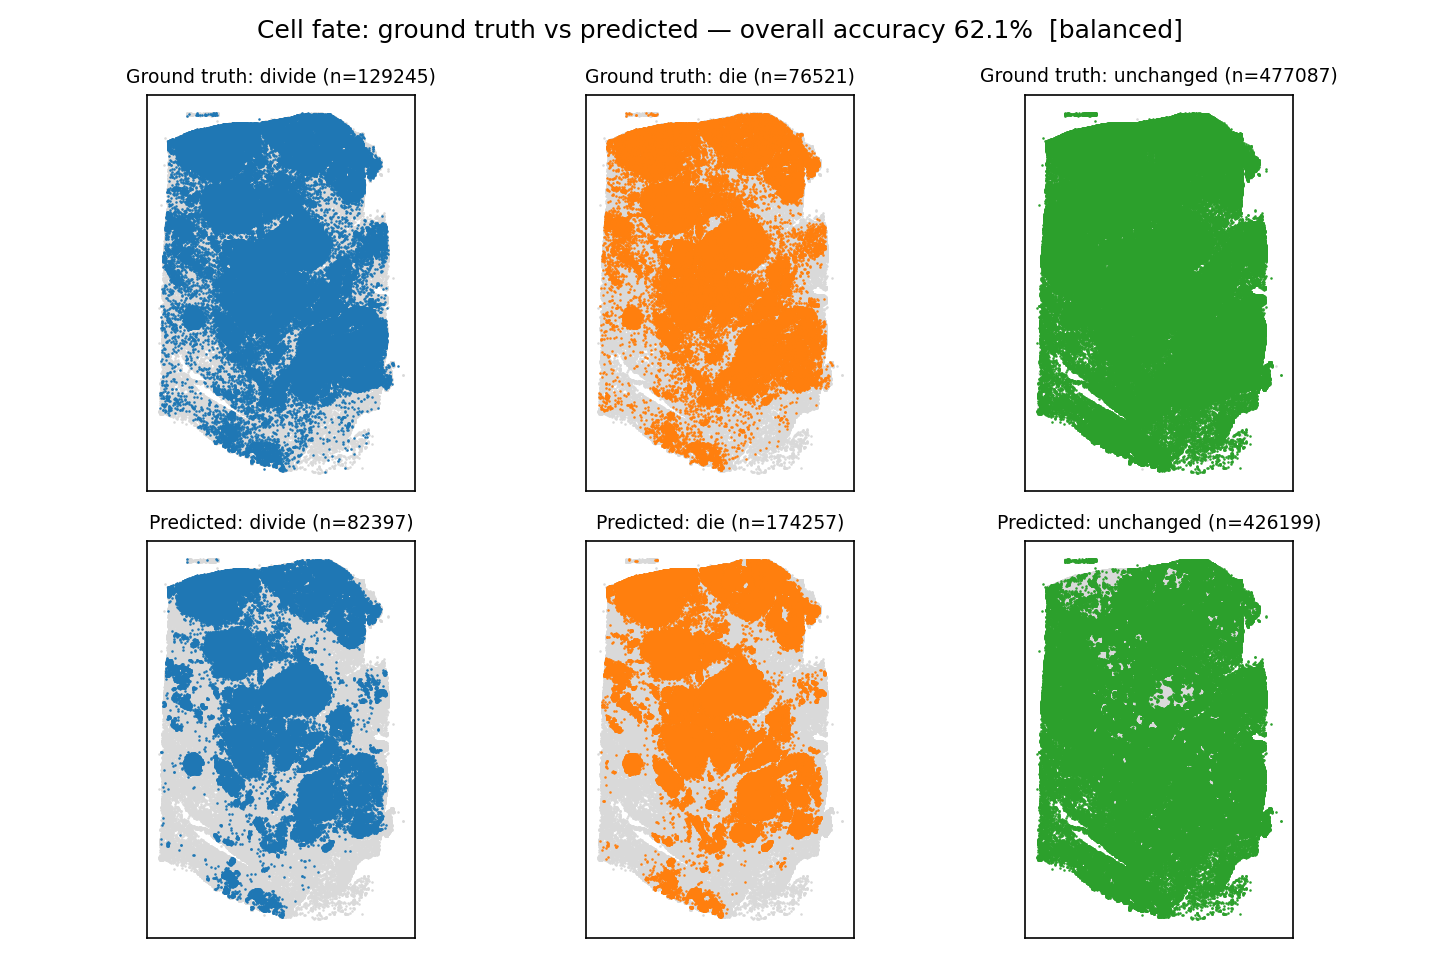 Cell fate: ground truth vs predicted — overall accuracy 62.1%  [balanced]
Ground truth: divide (n=129245)
Ground truth: die (n=76521)
Ground truth: unchanged (n=477087)
Predicted: divide (n=82397)
Predicted: die (n=174257)
Predicted: unchanged (n=426199)